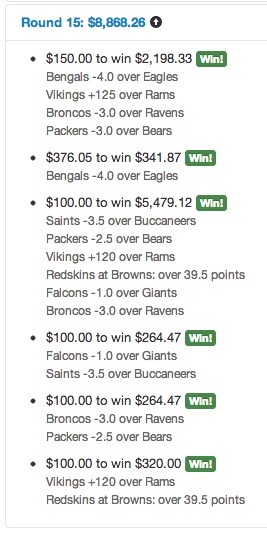 Round 15: $8,868.26
$150.00 to win $2,198.33 Win!
Bengals -4.0 over Eagles
Vikings +125 over Rams
Broncos -3.0 over Ravens
Packers -3.0 over Bears
$376.05 to win $341.87 Win!
Bengals -4.0 over Eagles
$100.00 to win $5,479.12 Win!
Saints -3.5 over Buccaneers
Packers -2.5 over Bears
Vikings +120 over Rams
Redskins at Browns: over 39.5 points
Falcons -1.0 over Giants
Broncos -3.0 over Ravens
$100.00 to win $264.47 Win!
Falcons -1.0 over Giants
Saints -3.5 over Buccaneers
$100.00 to win $264.47 Win!
Broncos -3.0 over Ravens
Packers -2.5 over Bears
$100.00 to win $320.00 Win!
Vikings +120 over Rams
Redskins at Browns: over 39.5 points